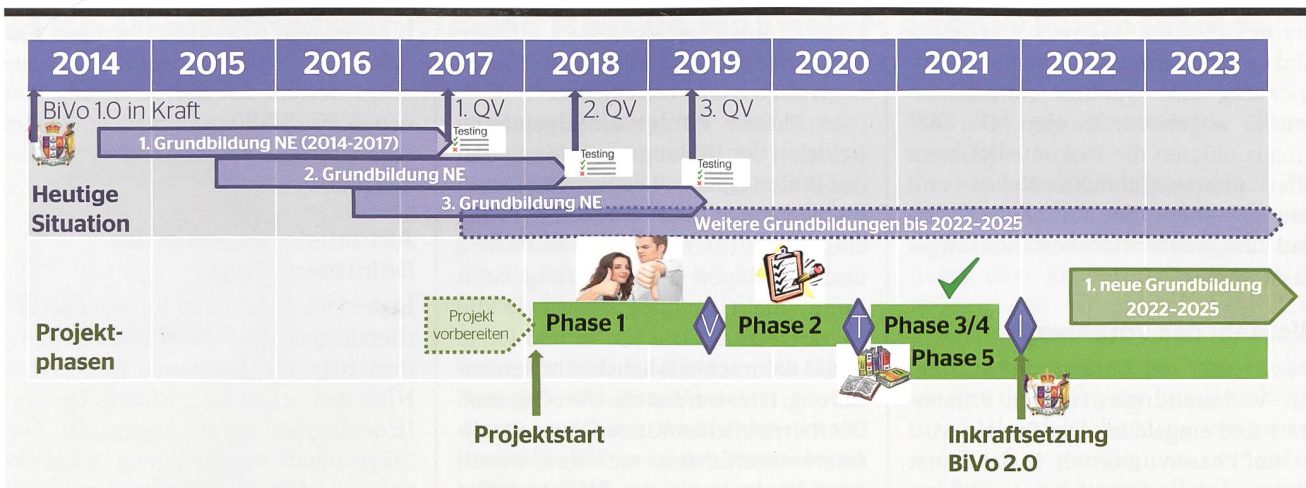 2014 2015 2016 2017 2018 2019 2020 2021 2022 2023
BiVo 1.0 in Kraft
1. QV
2. QV
3. QV
1. Grundbildung NE (2014-2017)
Testing
2. Grundbildung NE
Testing
3. Grundbildung NE
Testing
Heutige
Situation
Weitere Grundbildungen bis 2022-2025
Projekt-
phasen
Projekt
vorbereiten
Phase 1
V
Phase 2
T
Phase 3/4
I
Phase 5
1. neue Grundbildung
2022-2025
Projektstart
Inkraftsetzung
BiVo 2.0